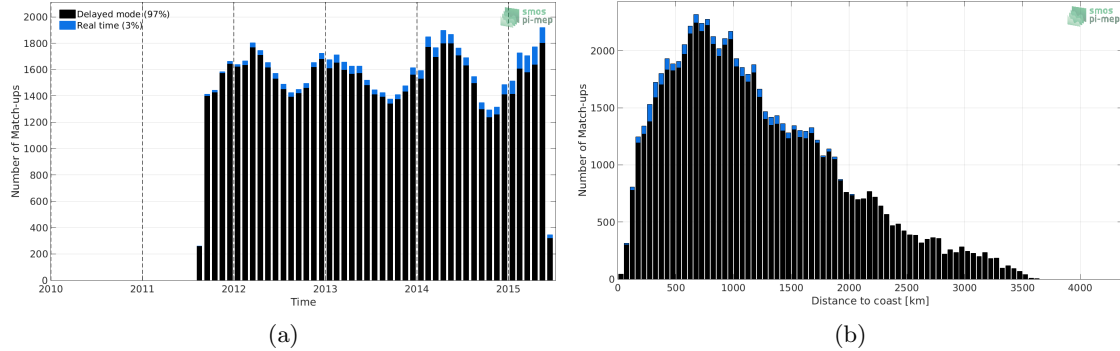 Delayed mode (97%)
Real time (3%)
smos
pi-mep
Number of Match-ups
2000
1800
1600
1400
1200
1000
800
600
400
200
0
2010 2011 2012 2013 2014 2015
Time
(a)
smos
pi-mep
Number of Match-ups
2000
1500
1000
500
0
0 500 1000 1500 2000 2500 3000 3500 4000
Distance to coast [km]
(b)